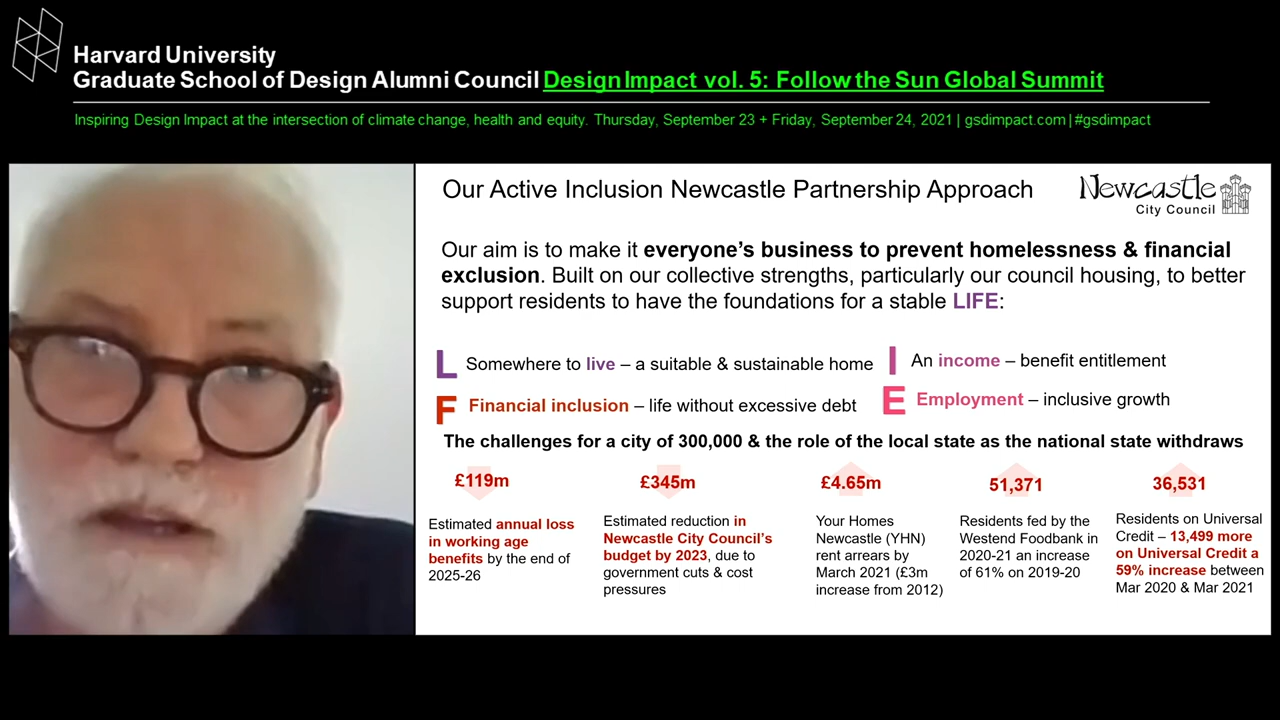 Harvard University
Graduate School of Design Alumni Council Design Impact vol. 5: Follow the Sun Global Summit
Inspiring Design Impact at the intersection of climate change, health and equity. Thursday, September 23 + Friday, September 24, 2021 | gsdimpact.com | #gsdimpact
Our Active Inclusion Newcastle Partnership Approach
Newcastle
City Council
Our aim is to make it everyone's business to prevent homelessness & financial
exclusion. Built on our collective strengths, particularly our council housing, to better
support residents to have the foundations for a stable LIFE:
L Somewhere to live – a suitable & sustainable home
I An income – benefit entitlement
F Financial inclusion – life without excessive debt
E Employment – inclusive growth
The challenges for a city of 300,000 & the role of the local state as the national state withdraws
£119m
Estimated annual loss
in working age
benefits by the end of
2025-26
£345m
Estimated reduction in
Newcastle City Council's
budget by 2023, due to
government cuts & cost
pressures
£4.65m
Your Homes
Newcastle (YHN)
rent arrears by
March 2021 (£3m
increase from 2012)
51,371
Residents fed by the
Westend Foodbank in
2020-21 an increase
of 61% on 2019-20
36,531
Residents on Universal
Credit – 13,499 more
on Universal Credit a
59% increase between
Mar 2020 & Mar 2021